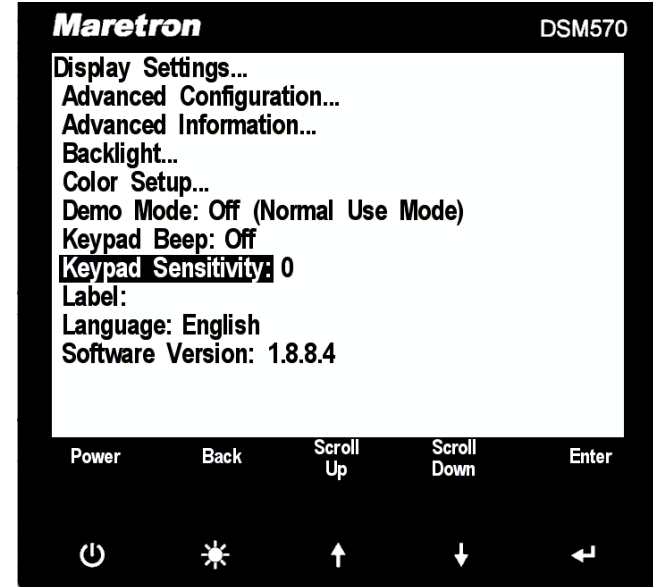 Maretron DSM570
Display Settings...
Advanced Configuration...
Advanced Information...
Backlight...
Color Setup...
Demo Mode: Off (Normal Use Mode)
Keypad Beep: Off
Keypad Sensitivity: 0
Label:
Language: English
Software Version: 1.8.8.4
Power Back Scroll Up Scroll Down Enter